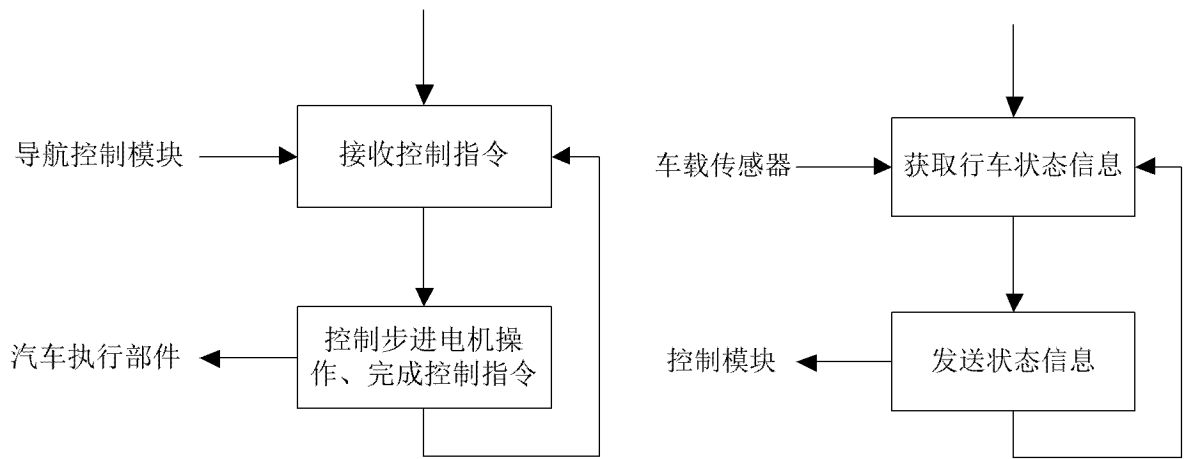 导航控制模块
接收控制指令
汽车执行部件
控制步进电机操
作、完成控制指令
车载传感器
获取行车状态信息
控制模块
发送状态信息